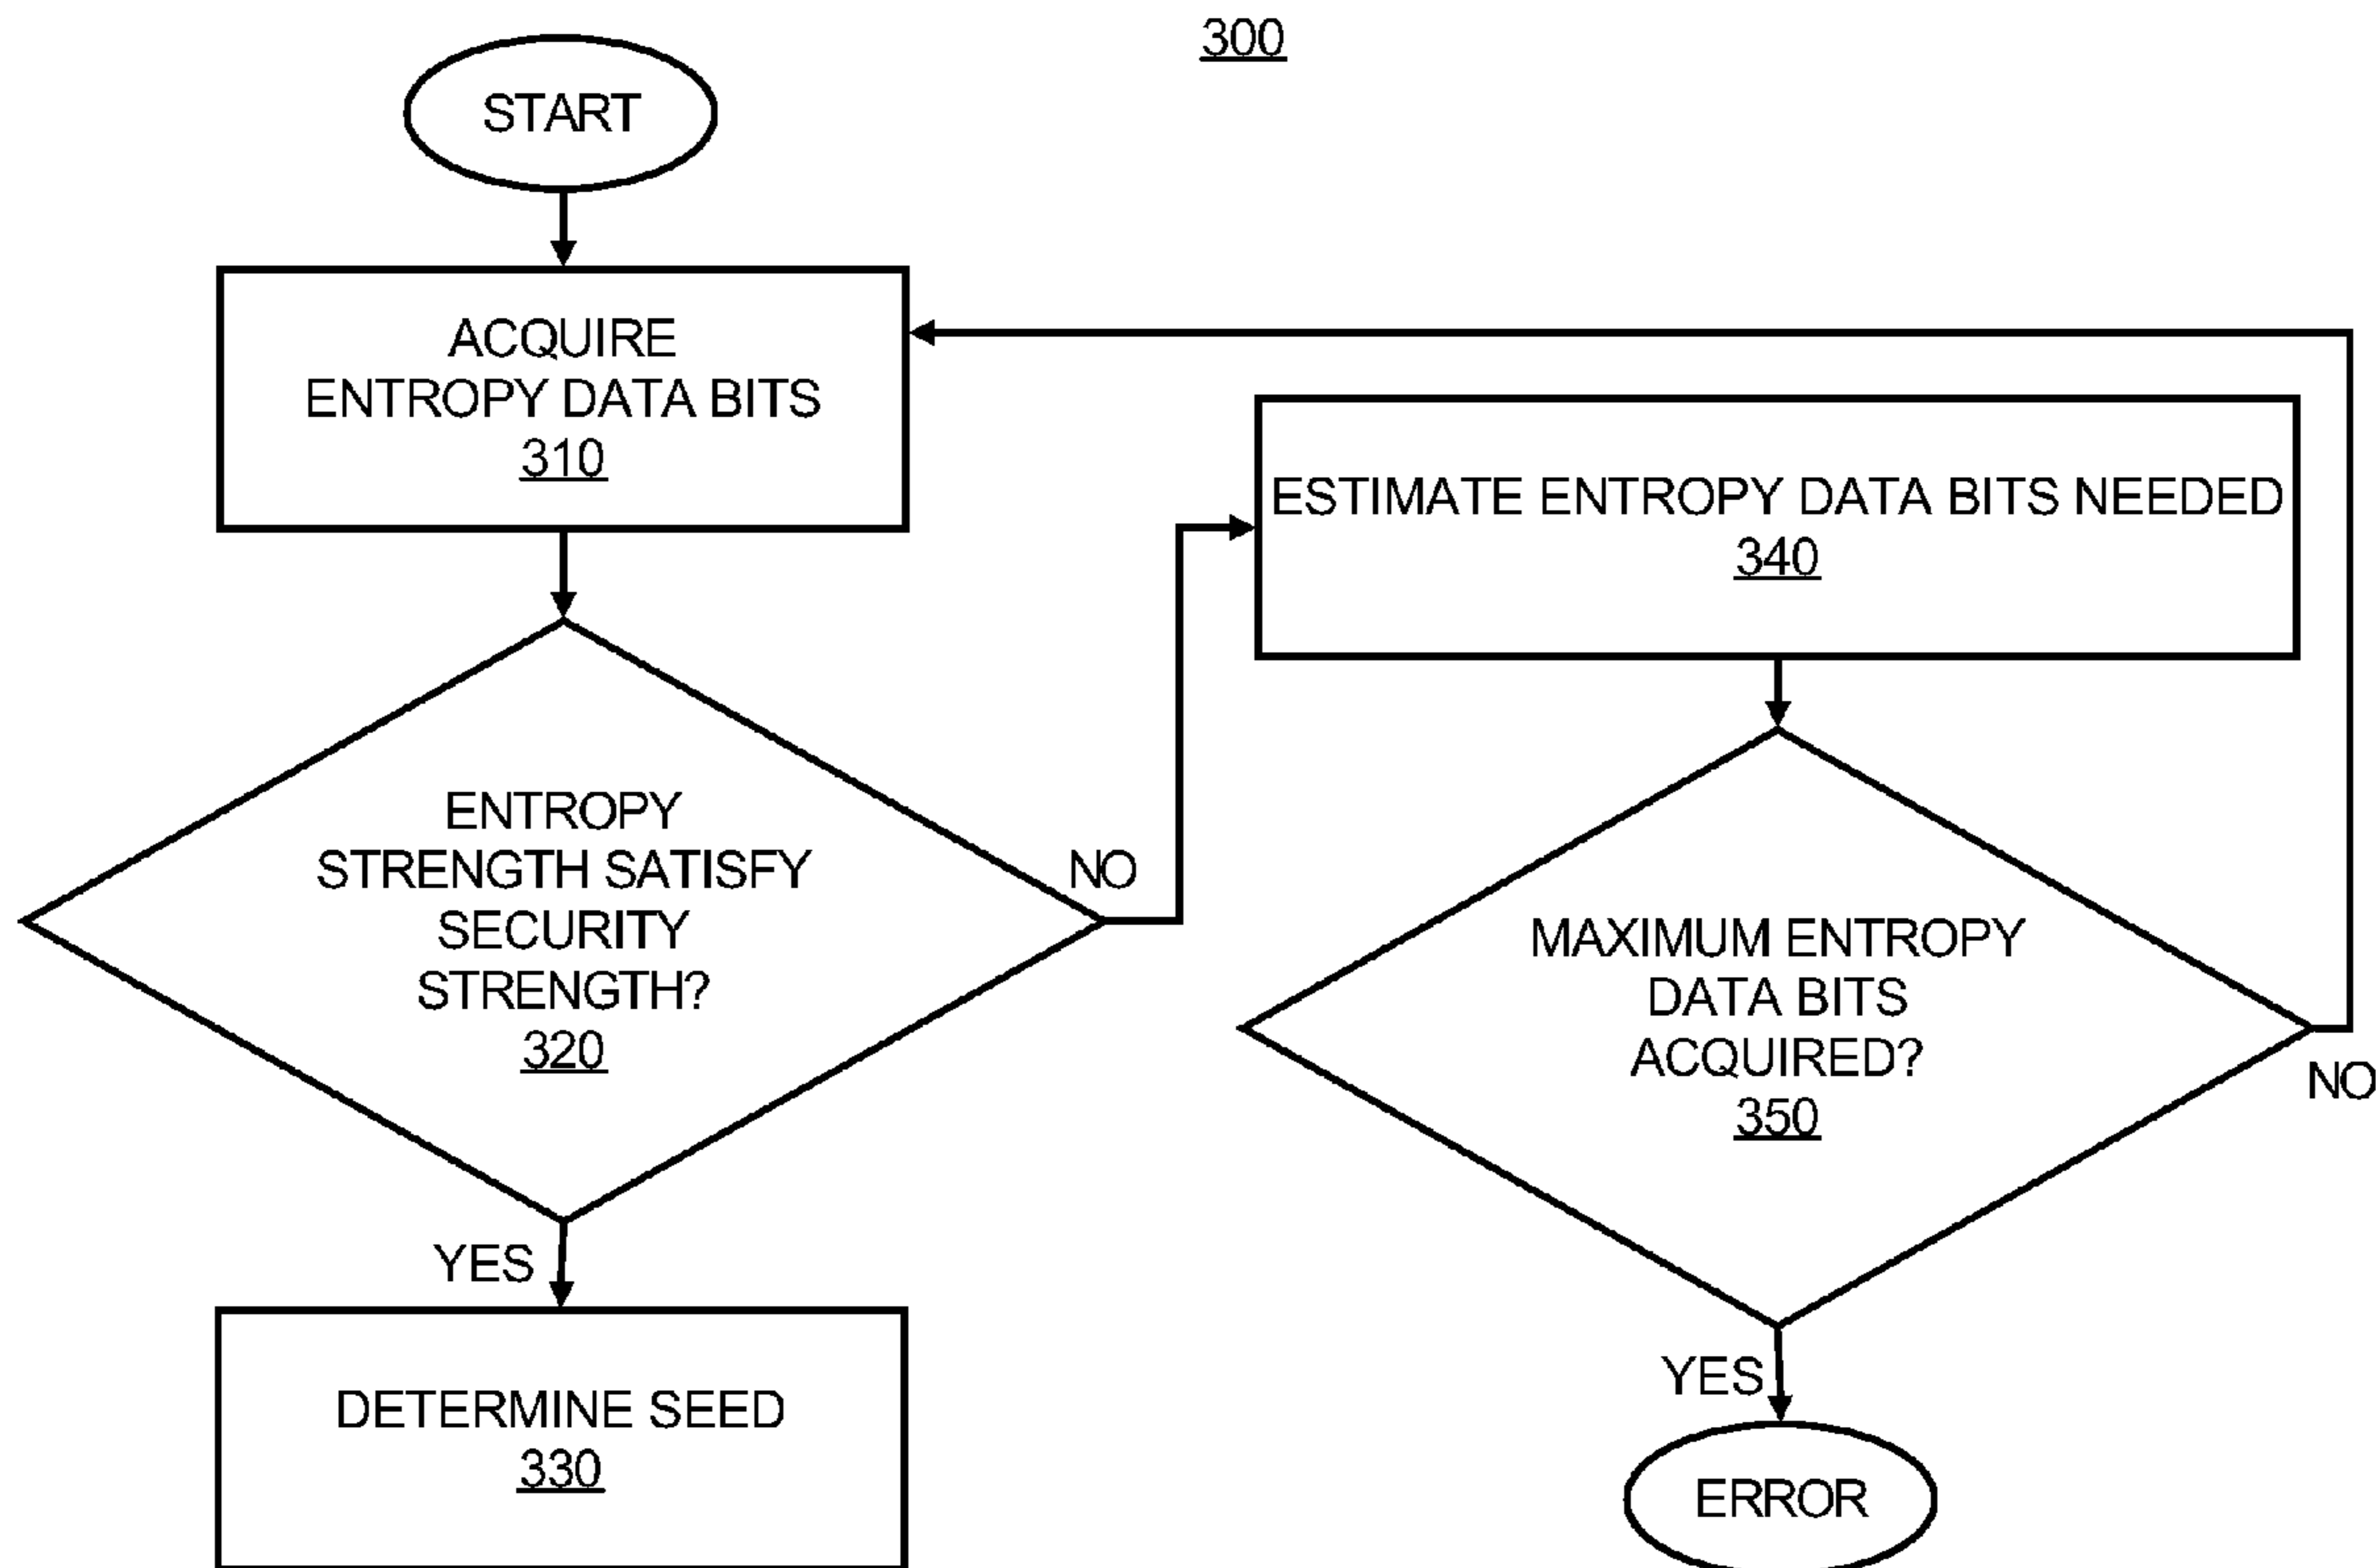 300
START
ACQUIRE
ENTROPY DATA BITS
310
ENTROPY
STRENGTH SATISFY
SECURITY
STRENGTH?
320
NO
YES
DETERMINE SEED
330
ESTIMATE ENTROPY DATA BITS NEEDED
340
MAXIMUM ENTROPY
DATA BITS
ACQUIRED?
350
NO
YES
ERROR